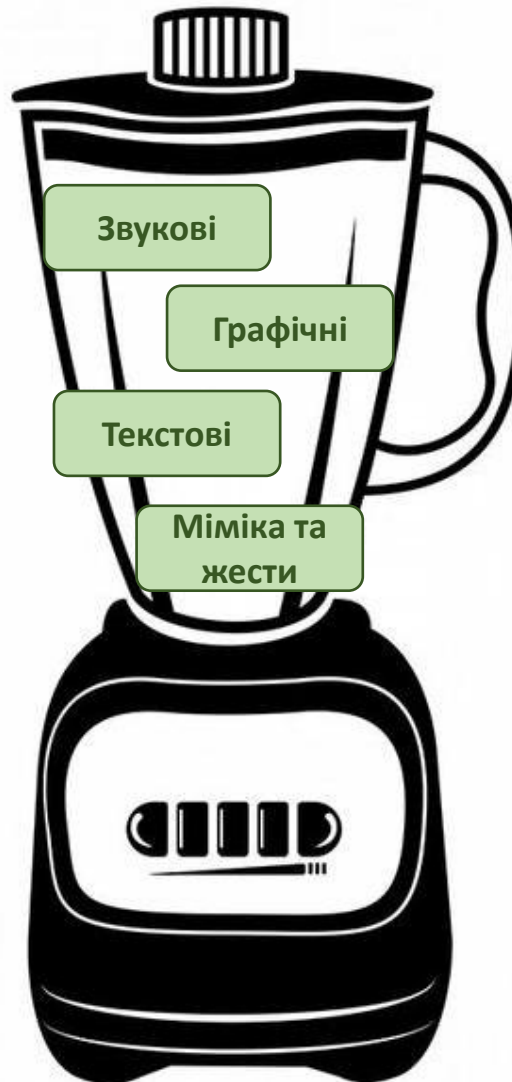 Звукові
Графічні
Текстові
Міміка та
жести